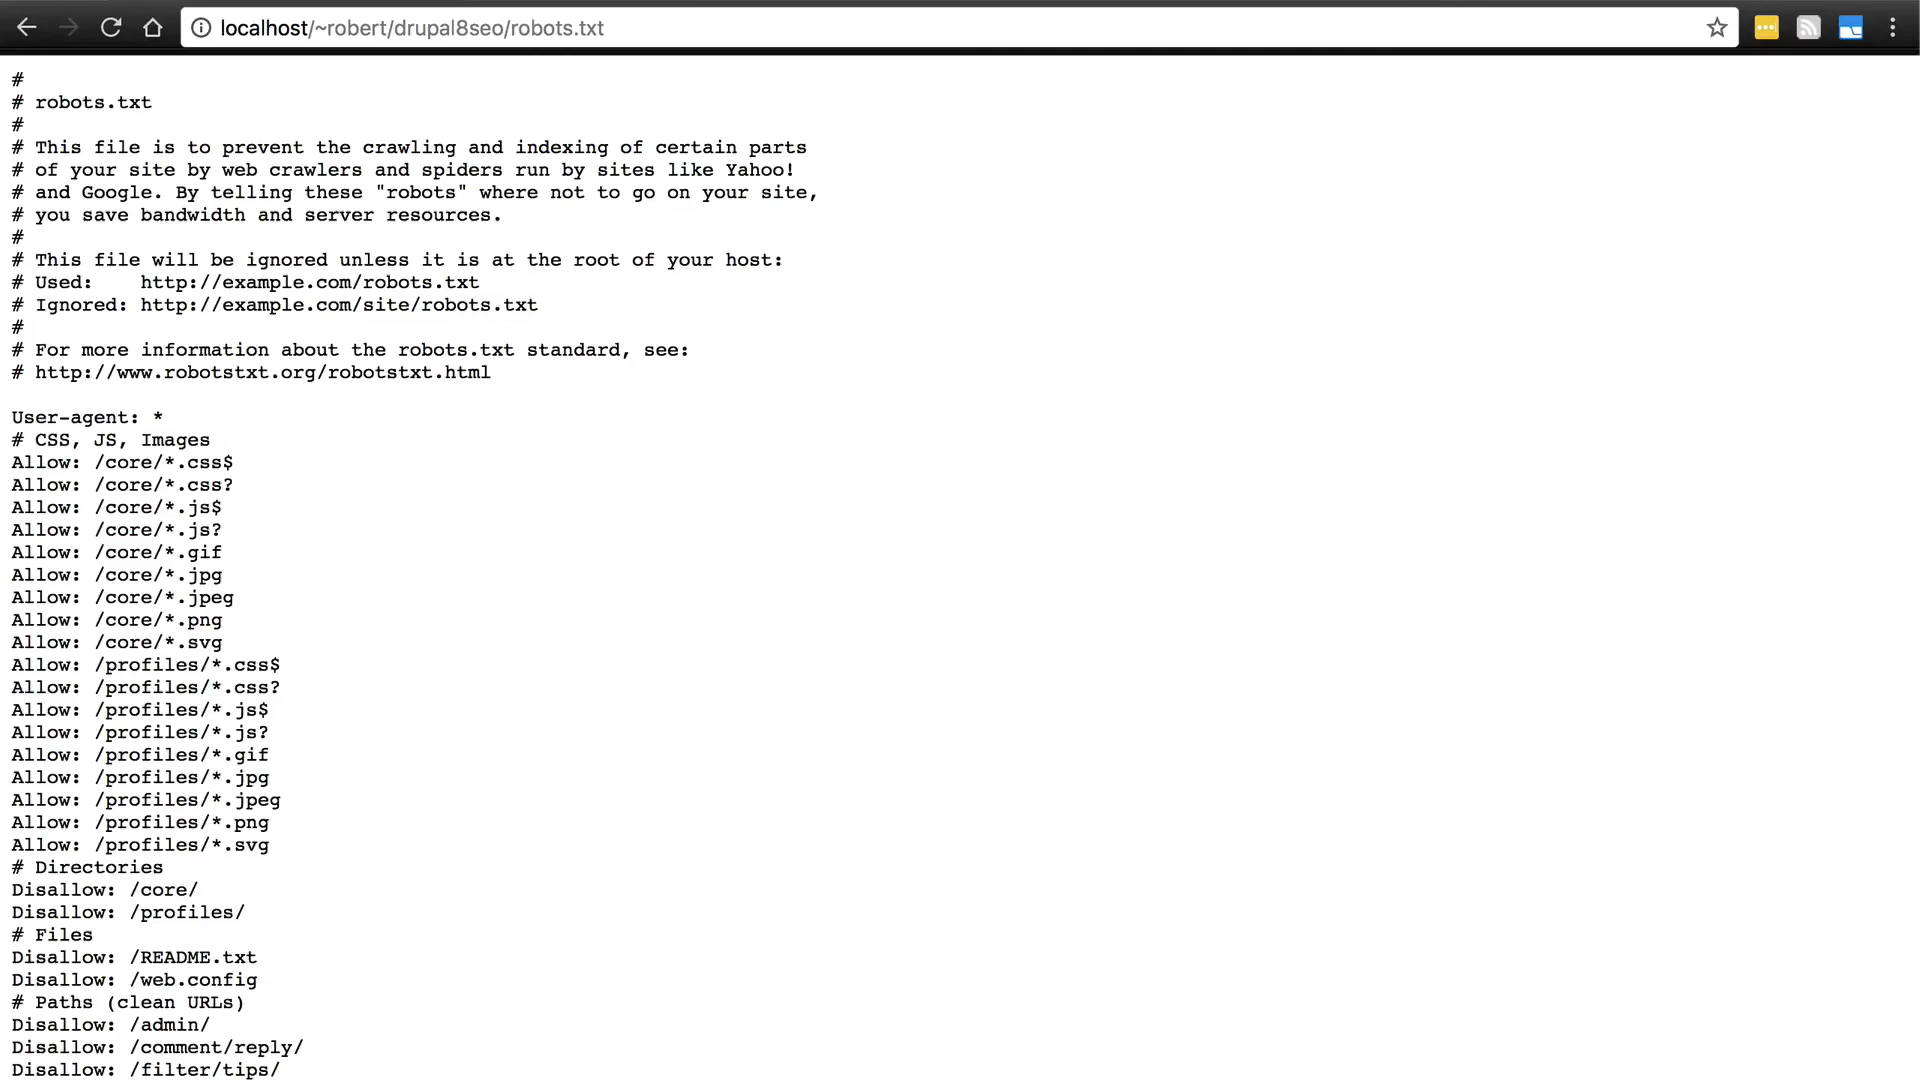 localhost/~robert/drupal8seo/robots.txt
#
# robots.txt
#
# This file is to prevent the crawling and indexing of certain parts
# of your site by web crawlers and spiders run by sites like Yahoo!
# and Google. By telling these "robots" where not to go on your site,
# you save bandwidth and server resources.
#
# This file will be ignored unless it is at the root of your host:
# Used:    http://example.com/robots.txt
# Ignored: http://example.com/site/robots.txt
#
# For more information about the robots.txt standard, see:
# http://www.robotstxt.org/robotstxt.html

User-agent: *
# CSS, JS, Images
Allow: /core/*.css$
Allow: /core/*.css?
Allow: /core/*.js$
Allow: /core/*.js?
Allow: /core/*.gif
Allow: /core/*.jpg
Allow: /core/*.jpeg
Allow: /core/*.png
Allow: /core/*.svg
Allow: /profiles/*.css$
Allow: /profiles/*.css?
Allow: /profiles/*.js$
Allow: /profiles/*.js?
Allow: /profiles/*.gif
Allow: /profiles/*.jpg
Allow: /profiles/*.jpeg
Allow: /profiles/*.png
Allow: /profiles/*.svg
# Directories
Disallow: /core/
Disallow: /profiles/
# Files
Disallow: /README.txt
Disallow: /web.config
# Paths (clean URLs)
Disallow: /admin/
Disallow: /comment/reply/
Disallow: /filter/tips/